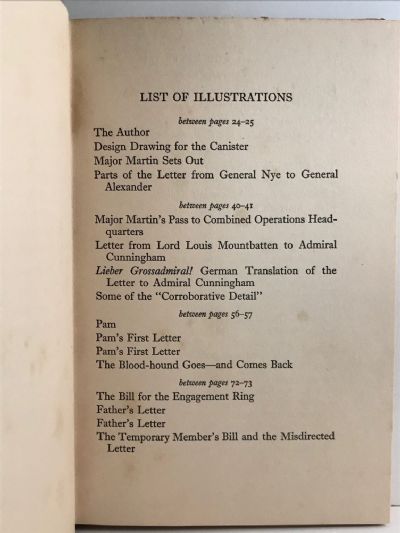 LIST OF ILLUSTRATIONS
between pages 24-25
The Author
Design Drawing for the Canister
Major Martin Sets Out
Parts of the Letter from General Nye to General
Alexander
between pages 40-41
Major Martin's Pass to Combined Operations Head-
quarters
Letter from Lord Louis Mountbatten to Admiral
Cunningham
Lieber Grossadmiral! German Translation of the
Letter to Admiral Cunningham
Some of the "Corroborative Detail"
between pages 56-57
Pam
Pam's First Letter
Pam's First Letter
The Blood-hound Goes—and Comes Back
between pages 72-73
The Bill for the Engagement Ring
Father's Letter
Father's Letter
The Temporary Member's Bill and the Misdirected
Letter